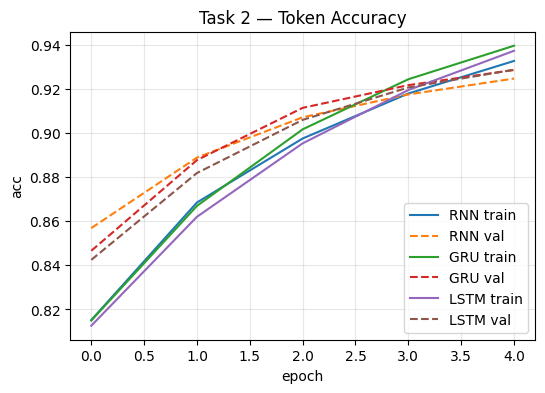 Task 2 — Token Accuracy
acc
0.94
0.92
0.90
0.88
0.86
0.84
0.82
RNN train
RNN val
GRU train
GRU val
LSTM train
LSTM val
0.0 0.5 1.0 1.5 2.0 2.5 3.0 3.5 4.0
epoch